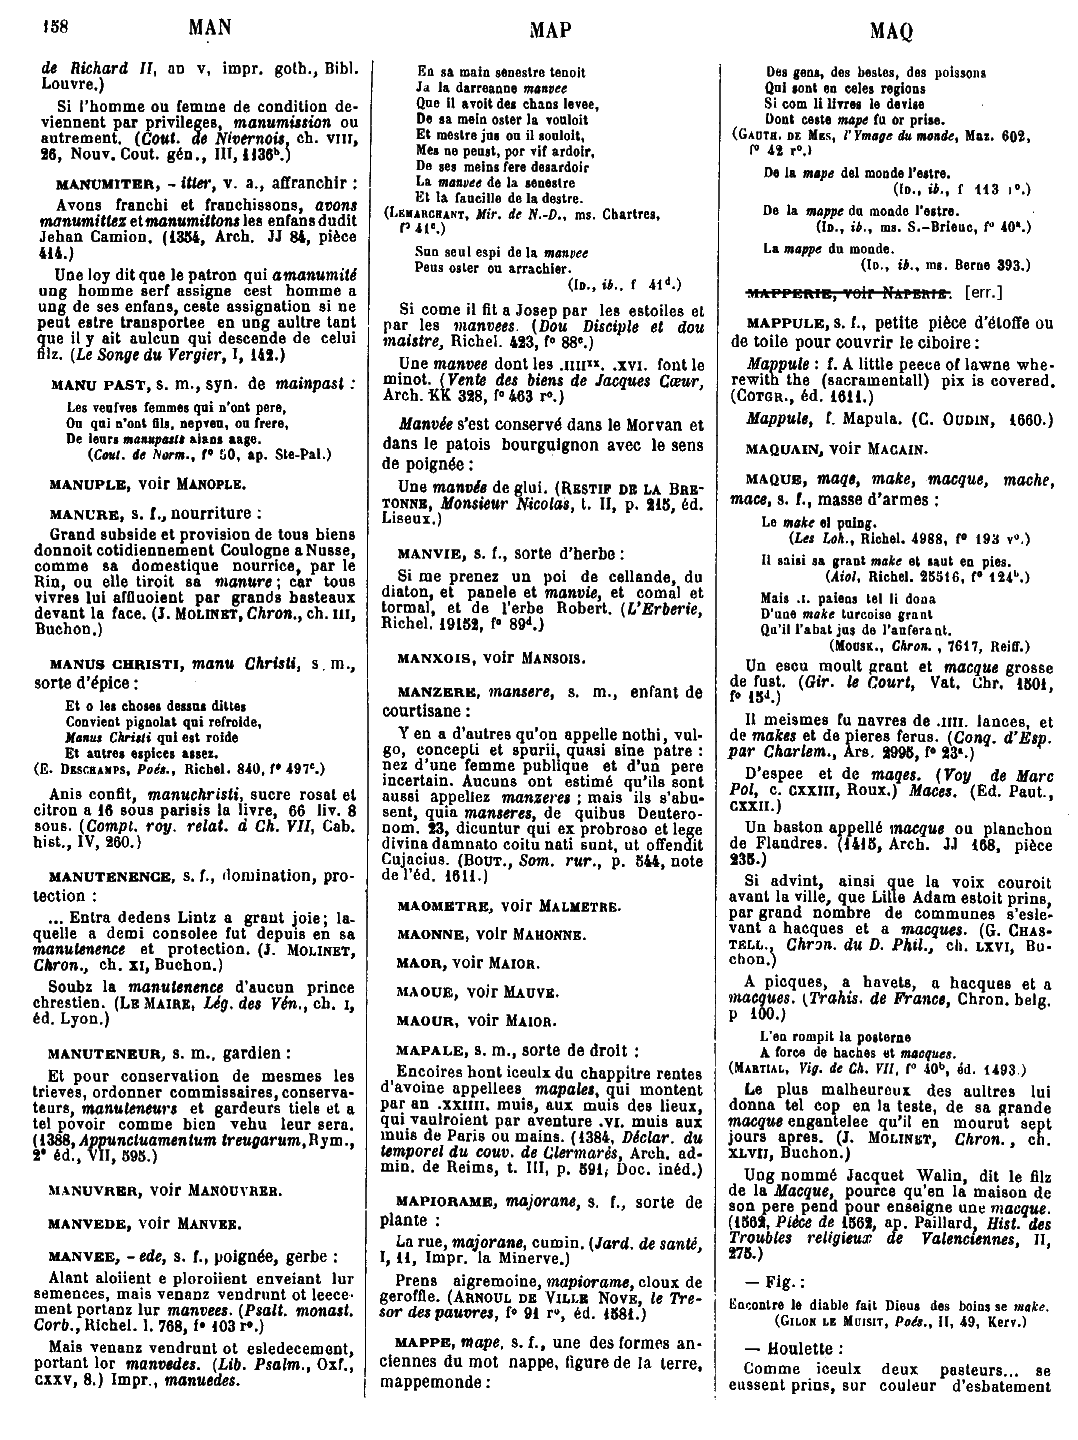 158 MAN MAP MAQ
de Richard II, an v, impr. goth., Bibl.
Louvre.)
Si l'homme ou femme de condition de-
viennent par privileges, manumission ou
autrement. (Cout. de Nivernois, ch. VIII,
26, Nouv. Cout. gén., III, 1136b.)
MANUMITER, - itter, v. a., affranchir :
Avons franchi et franchissons, avons
manumittez et manumittons les enfans dudit
Jehan Camion. (1354, Arch. JJ 84, pièce
414.)
Une loy dit que le patron qui a manumité
ung homme serf assigne cest homme a
ung de ses enfans, ceste assignation si ne
peut estre transportee en ung aultre tant
que il y ait aulcun qui descende de celui
filz. (Le Songe du Vergier, I, 142.)
MANU PAST, s. m., syn. de mainpast :
Les veufves femmes qui n'ont pere,
Ou qui n'ont fils, nepveu, ou frere,
De leurs manupasts aians aage.
(Cout. de Norm., f° 50, ap. Ste-Pal.)
MANUPLE, voir MANOPLE.
MANURE, s. f., nourriture :
Grand subside et provision de tous biens
donnoit cotidiennement Coulogne a Nusse,
comme sa domestique nourrice, par le
Rin, ou elle tiroit sa manure ; car tous
vivres lui affluoient par grands basteaux
devant la face. (J. MOLINET, Chron., ch. III,
Buchon.)
MANUS CHRISTI, manu Christi, s. m.,
sorte d'épice :
Et o les choses dessus dittes
Convient pignolat qui refroide,
Manus Christi qui est roide
Et autres espices assez.
(E. DESCHAMPS, Poés., Richel. 840, f° 497c.)
Anis confit, manuchristi, sucre rosat et
citron a 16 sous parisis la livre, 66 liv. 8
sous. (Compt. roy. relat. à Ch. VII, Cab.
hist., IV, 260.)
MANUTENENCE, s. f., domination, pro-
tection :
... Entra dedens Lintz a grant joie; la-
quelle a demi consolee fut depuis en sa
manutenence et protection. (J. MOLINET,
Chron., ch. XI, Buchon.)
Soubz la manutenence d'aucun prince
chrestien. (LE MAIRE, Lég. des Vén., ch. I,
éd. Lyon.)
MANUTENEUR, s. m., gardien :
Et pour conservation de mesmes les
trieves, ordonner commissaires, conserva-
teurs, manuteneurs et gardeurs tiels et a
tel povoir comme bien vehu leur sera.
(1388, Appunctuamentum treugarum, Rym.,
2e éd., VII, 595.)
MANUVRER, voir MANOUVRER.
MANVEDE, voir MANVEE.
MANVEE, - ede, s. f., poignée, gerbe :
Alant aloiient e ploroiient enveiant lur
semences, mais venanz vendrunt ot leece-
ment portanz lur manvees. (Psalt. monast.
Corb., Richel. l. 768, f° 103 r°.)
Mais venanz vendrunt ot esledecement,
portant lor manvedes. (Lib. Psalm., Oxf.,
CXXV, 8.) Impr., manuedes.
En sa main senestre tenoit
Ja la darreanne manvee
Que il avoit des chans levee,
De sa mein oster la vouloit
Et mestre jus ou il souloit,
Mes ne peust, por vif ardoir,
De ses meins fere desardoir
La manvee de la senestre
Et la faucille de la destre.
(LEMARCHANT, Mir. de N.-D., ms. Chartres,
f° 41c.)
Sun seul espi de la manvee
Peus oster ou arrachier.
(ID., ib., f 41d.)
Si come il fit a Josep par les estoiles et
par les manvees. (Dou Disciple et dou
maistre, Richel. 423, f° 88c.)
Une manvee dont les .IIIIxx. .XVI. font le
minot. (Vente des biens de Jacques Cœur,
Arch. KK 328, f° 463 r°.)
Manvée s'est conservé dans le Morvan et
dans le patois bourguignon avec le sens
de poignée :
Une manvée de glui. (RESTIF DE LA BRE-
TONNE, Monsieur Nicolas, t. II, p. 215, éd.
Liseux.)
MANVIE, s. f., sorte d'herbe :
Si me prenez un poi de cellande, du
diaton, et panele et manvie, et comal et
tormal, et de l'erbe Robert. (L'Erberie,
Richel. 19152, f° 89d.)
MANXOIS, voir MANSOIS.
MANZERE, mansere, s. m., enfant de
courtisane :
Y en a d'autres qu'on appelle nothi, vul-
go, concepti et spurii, quasi sine patre :
nez d'une femme publique et d'un pere
incertain. Aucuns ont estimé qu'ils sont
aussi appellez manzeres ; mais ils s'abu-
sent, quia manseres, de quibus Deutero-
nom. 23, dicuntur qui ex probroso et lege
divina damnato coitu nati sunt, ut offendit
Cujacius. (BOUT., Som. rur., p. 544, note
de l'éd. 1611.)
MAOMETRE, voir MALMETRE.
MAONNE, voir MAHONNE.
MAOR, voir MAIOR.
MAOUE, voir MAUVE.
MAOUR, voir MAIOR.
MAPALE, s. m., sorte de droit :
Encoires hont iceulx du chappitre rentes
d'avoine appellees mapales, qui montent
par an .XXIIII. muis, aux muis des lieux,
qui vaulroient par aventure .VI. muis aux
muis de Paris ou mains. (1384, Déclar. du
temporel du couv. de Clermarés, Arch. ad-
min. de Reims, t. III, p. 591, Doc. inéd.)
MAPIORAME, majorane, s. f., sorte de
plante :
La rue, majorane, cumin. (Jard. de santé,
I, 11, Impr. la Minerve.)
Prens aigremoine, mapiorame, cloux de
geroffle. (ARNOUL DE VILLE NOVE, le Tre-
sor des pauvres, f° 91 r°, éd. 1581.)
MAPPE, mape, s. f., une des formes an-
ciennes du mot nappe, figure de la terre,
mappemonde :
Des gens, des bestes, des poissons
Qui sont en celes regions
Si com li livres le devise
Dont ceste mape fu or prise.
(GAUTH. DE MES, l'Ymage du monde, Maz. 602,
f° 42 r°.)
De la mape del monde l'estre.
(ID., ib., f 113 r°.)
De la mappe du monde l'estre.
(ID., ib., ms. S.-Brieuc, f° 40a.)
La mappe du monde.
(ID., ib., ms. Berne 393.)
MAPPERIE, voir NAPERIE. [err.]
MAPPULE, s. f., petite pièce d'étoffe ou
de toile pour couvrir le ciboire :
Mappule : f. A little peece of lawne whe-
rewith the (sacramentall) pix is covered.
(COTGR., éd. 1611.)
Mappule, f. Mapula. (C. OUDIN, 1660.)
MAQUAIN, voir MACAIN.
MAQUE, maqe, make, macque, mache,
mace, s. f., masse d'armes :
Le make el puing.
(Les Loh., Richel. 4988, f° 193 v°.)
Il saisi sa grant make et saut en pies.
(Aiol, Richel. 25516, f° 124b.)
Mais .I. paiens tel li dona
D'une make turcoise grant
Qu'il l'abat jus de l'auferant.
(MOUSK., Chron. , 7617, Reiff.)
Un escu moult grant et macque grosse
de fust. (Gir. le Court, Vat. Chr. 1501,
f° 15d.)
Il meismes fu navres de .IIII. lances, et
de makes et de pieres ferus. (Conq. d'Esp.
par Charlem., Ars. 2995, f° 23a.)
D'espee et de maqes. (Voy de Marc
Pol, c. CXXIII, Roux.) Maces. (Ed. Paut.,
CXXII.)
Un baston appellé macque ou planchon
de Flandres. (1415, Arch. JJ 168, pièce
235.)
Si advint, ainsi que la voix couroit
avant la ville, que Lille Adam estoit prins,
par grand nombre de communes s'esle-
vant a hacques et a macques. (G. CHAS-
TELL., Chron. du D. Phil., ch. LXVI, Bu-
chon.)
A picques, a havets, a hacques et a
macques. (Trahis. de France, Chron. belg.
p 100.)
L'en rompit la posterne
A force de haches et macques.
(MARTIAL, Vig. de Ch. VII, f° 40b, éd. 1493.)
Le plus malheureux des aultres lui
donna tel cop en la teste, de sa grande
macque engantelee qu'il en mourut sept
jours apres. (J. MOLINET, Chron. , ch.
XLVII, Buchon.)
Ung nommé Jacquet Walin, dit le filz
de la Macque, pource qu'en la maison de
son pere pend pour enseigne une macque.
(1562, Pièce de 1562, ap. Paillard, Hist. des
Troubles religieux de Valenciennes, II,
275.)
— Fig. :
Encontre le diable fait Dieus des boins se make.
(GILON LE MUISIT, Poés., II, 49, Kerv.)
— Houlette :
Comme iceulx deux pasteurs... se
eussent prins, sur couleur d'esbatement